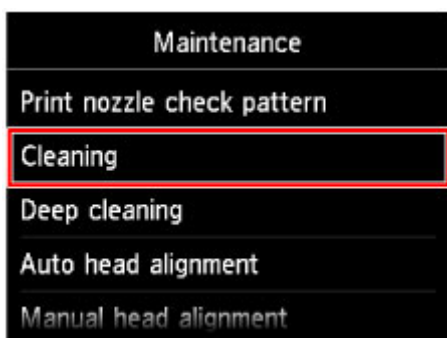 Maintenance
Print nozzle check pattern
Cleaning
Deep cleaning
Auto head alignment
Manual head alignment